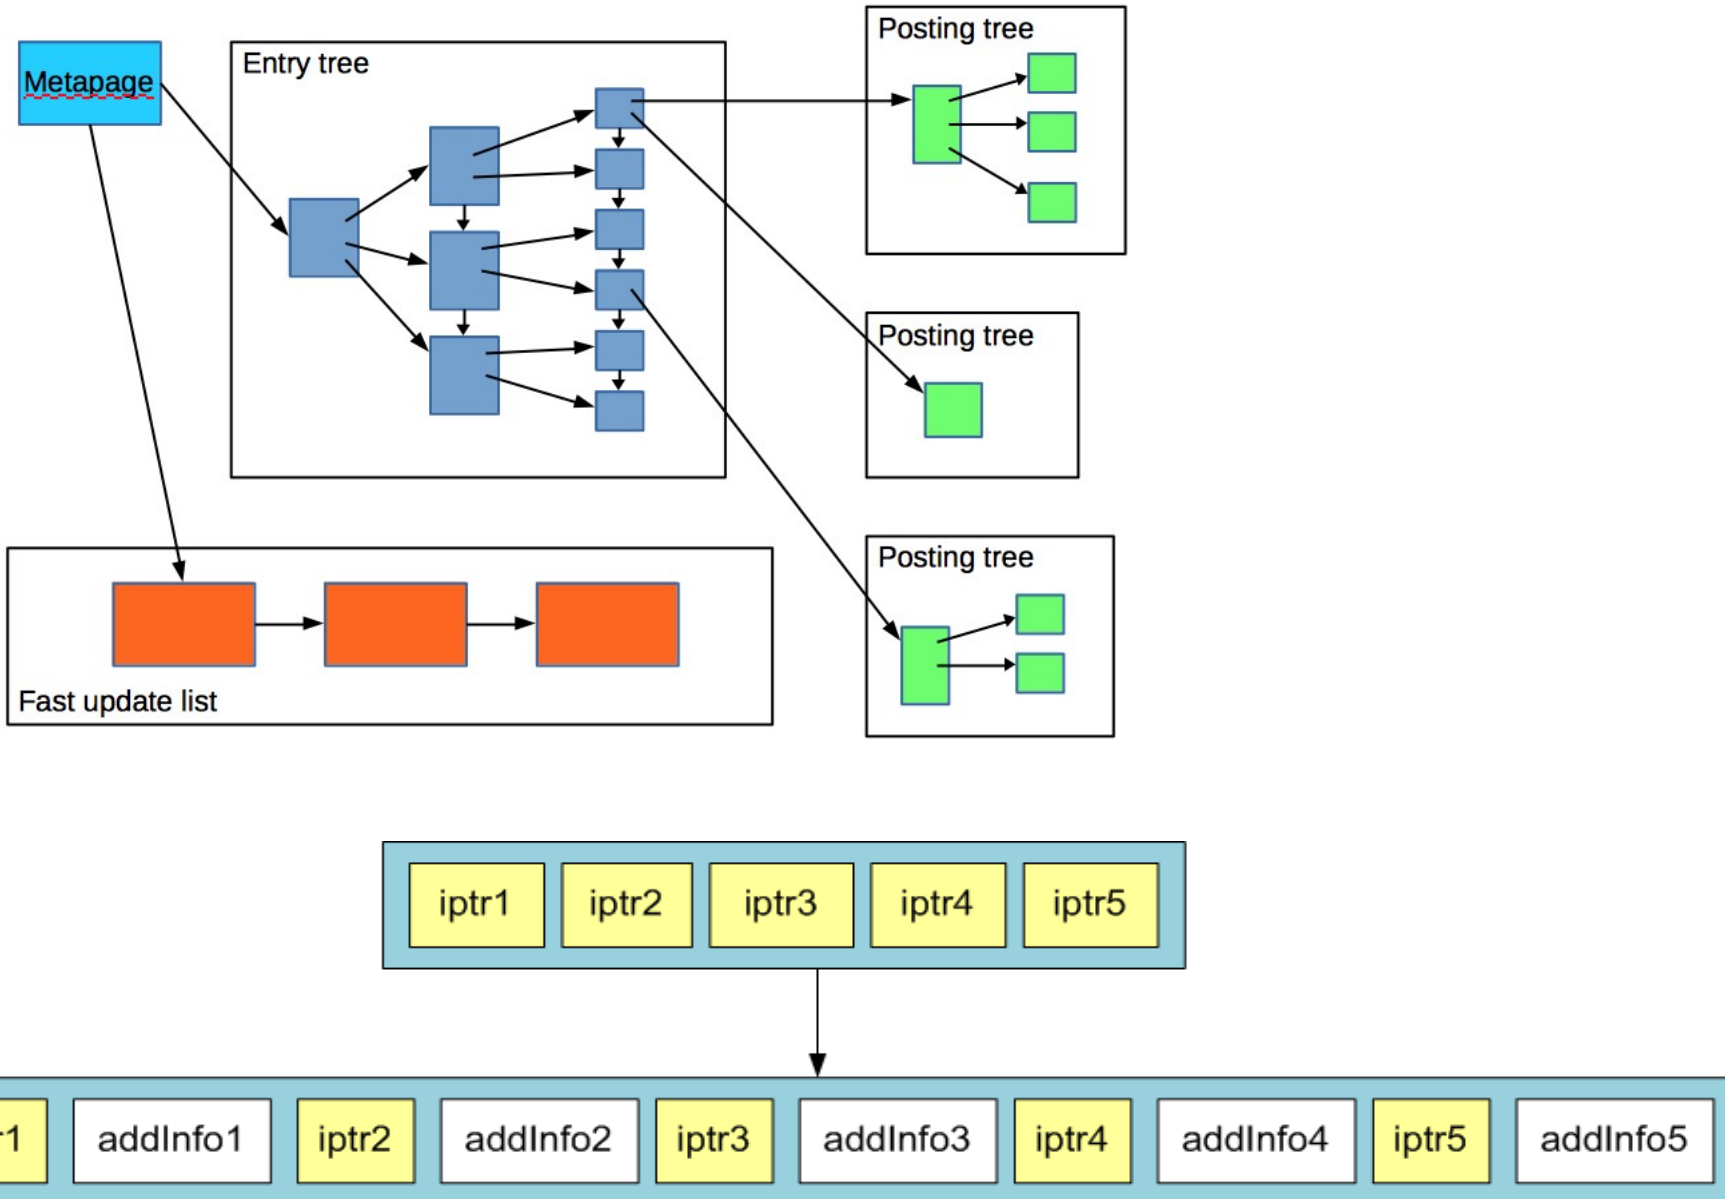 Metapage
Entry tree
Posting tree
Posting tree
Posting tree
Fast update list
iptr1 iptr2 iptr3 iptr4 iptr5
addInfo1 iptr2 addInfo2 iptr3 addInfo3 iptr4 addInfo4 iptr5 addInfo5